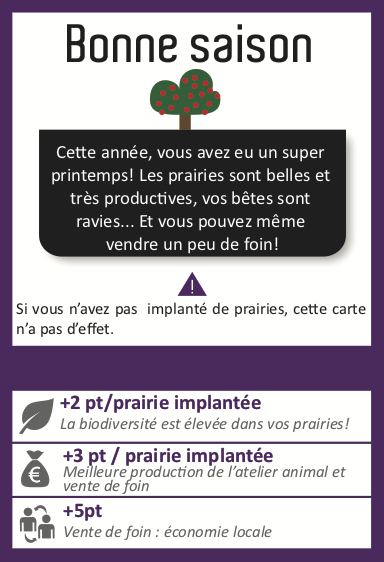 Bonne saison
Cette année, vous avez eu un super
printemps! Les prairies sont belles et
très productives, vos bêtes sont
ravies... Et vous pouvez même
vendre un peu de foin!
!
Si vous n'avez pas implanté de prairies, cette carte
n'a pas d'effet.
+2 pt/prairie implantée
La biodiversité est élevée dans vos prairies!
+3 pt / prairie implantée
€
Meilleure production de l'atelier animal et
vente de foin
+5pt
Vente de foin : économie locale